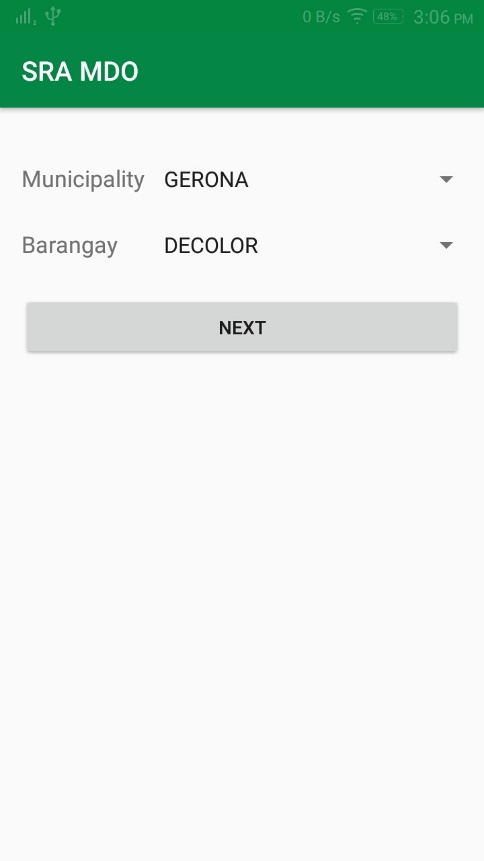 0 B/s 48% 3:06 PM
SRA MDO
Municipality GERONA
Barangay DECOLOR
NEXT